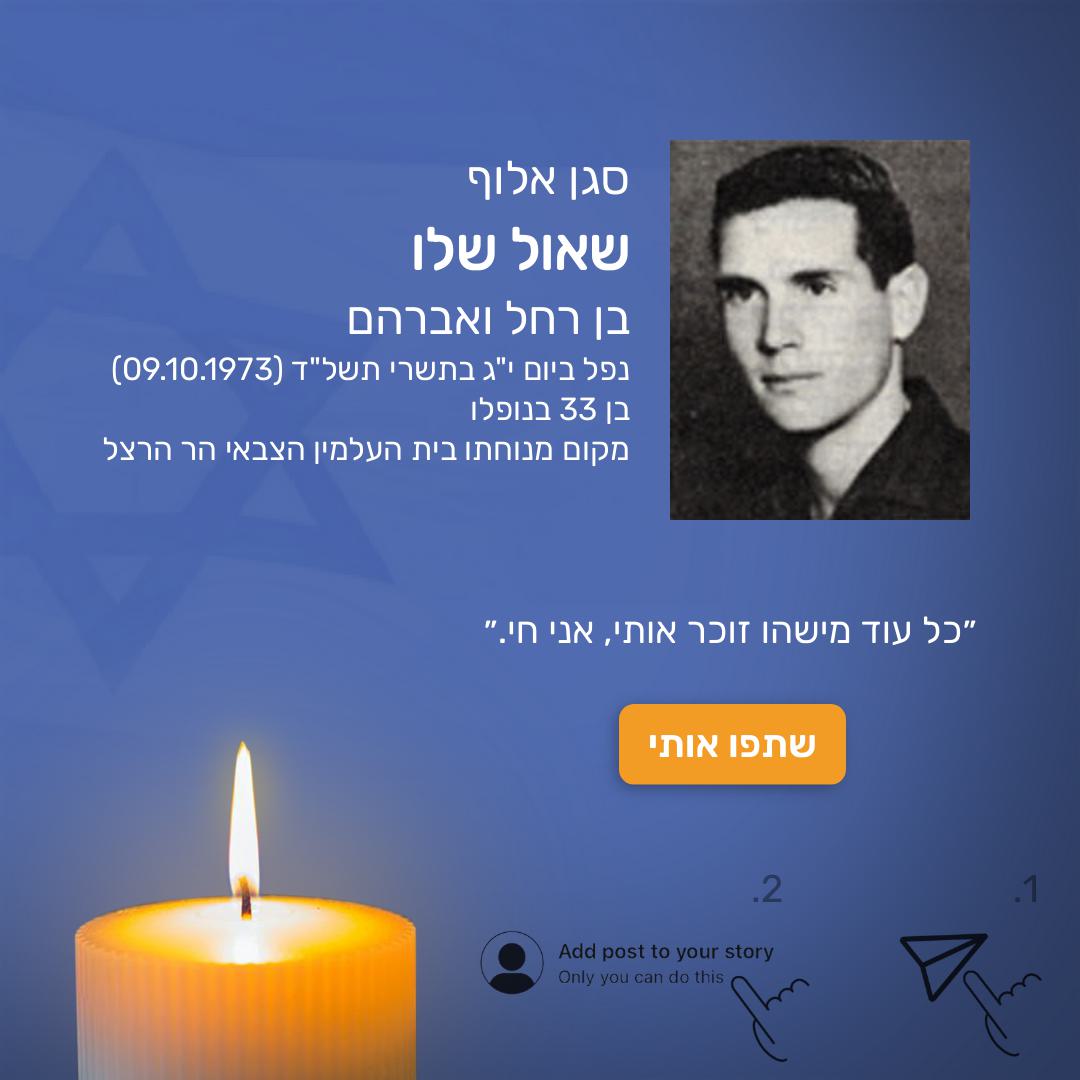 סגן אלוף
שאול שלו
בן רחל ואברהם
נפל ביום י"ג בתשרי תשל"ד (09.10.1973)
בן 33 בנופלו
מקום מנוחתו בית העלמין הצבאי הר הרצל
״כל עוד מישהו זוכר אותי, אני חי.״
שתפו אותי
1.
2.
Add post to your story
Only you can do this